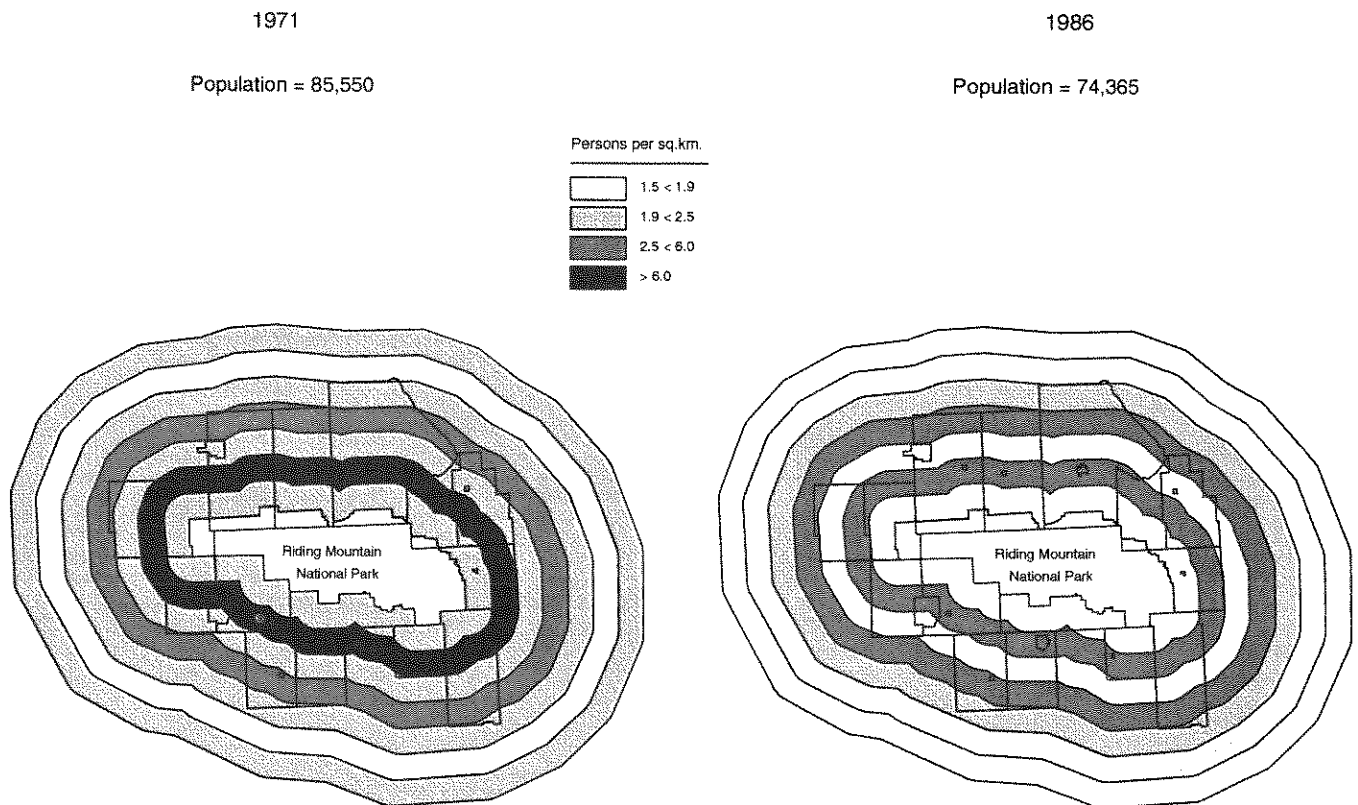 1971
Population = 85,550
1986
Population = 74,365
Persons per sq.km.
1.5 < 1.9
1.9 < 2.5
2.5 < 6.0
> 6.0
Riding Mountain
National Park
Riding Mountain
National Park